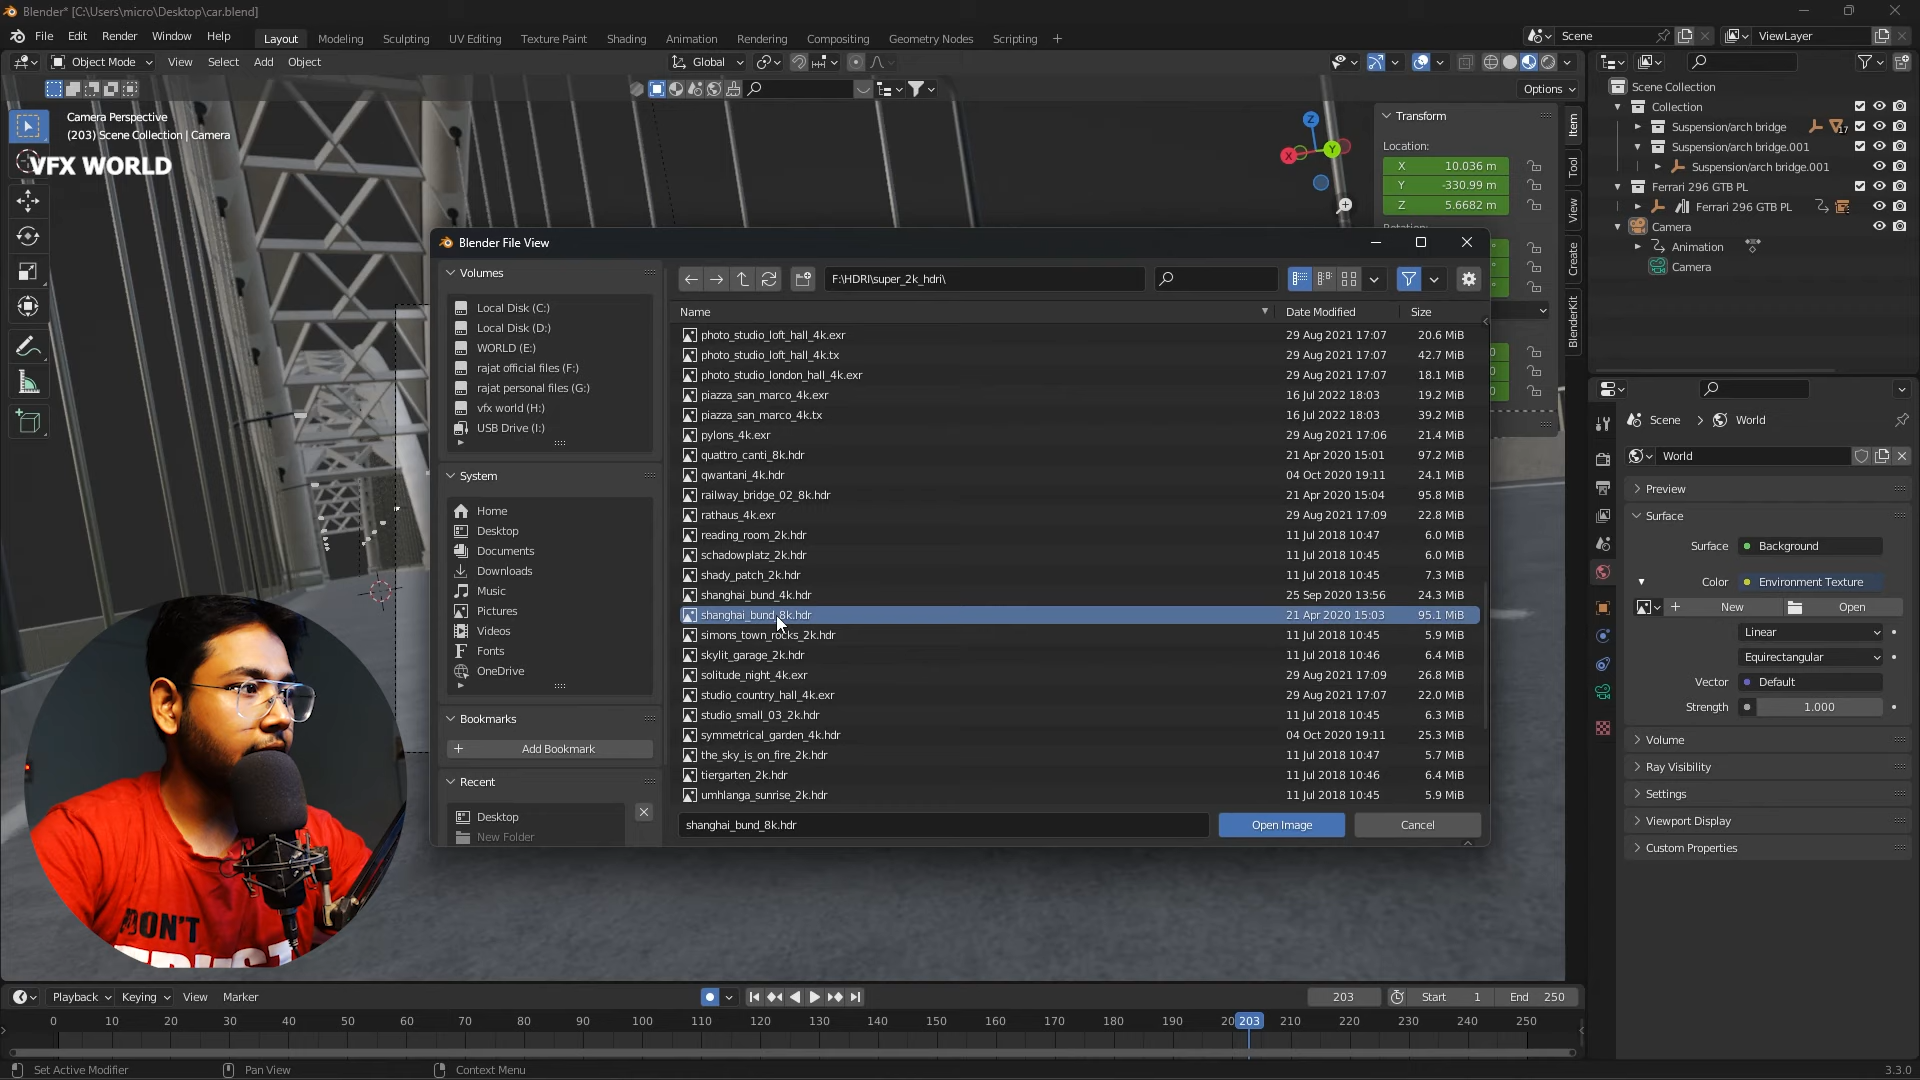 Blender* [C:\Users\micro\Desktop\car.blend]
File Edit Render Window Help Layout Modeling Sculpting UV Editing Texture Paint Shading Animation Rendering Compositing Geometry Nodes Scripting + Scene ViewLayer
Object Mode View Select Add Object Global
Options
Camera Perspective
(203) Scene Collection | Camera
VFX WORLD
Z
X
Y
Transform
Location:
X 10.036 m
Y -330.99 m
Z 5.6682 m
Item
Tool
View
Create
BlenderKit
Scene Collection
Collection
Suspension/arch bridge 17
Suspension/arch bridge.001
Suspension/arch bridge.001
Ferrari 296 GTB PL
Ferrari 296 GTB PL
Camera
Animation
Camera
Blender File View
Volumes
Local Disk (C:)
Local Disk (D:)
WORLD (E:)
rajat official files (F:)
rajat personal files (G:)
vfx world (H:)
USB Drive (I:)
System
Home
Desktop
Documents
Downloads
Music
Pictures
Videos
Fonts
OneDrive
Bookmarks
+ Add Bookmark
Recent
Desktop
New Folder
F:\HDRI\super_2k_hdri\
Name Date Modified Size
photo_studio_loft_hall_4k.exr 29 Aug 2021 17:07 20.6 MiB
photo_studio_loft_hall_4k.tx 29 Aug 2021 17:07 42.7 MiB
photo_studio_london_hall_4k.exr 29 Aug 2021 17:07 18.1 MiB
piazza_san_marco_4k.exr 16 Jul 2022 18:03 19.2 MiB
piazza_san_marco_4k.tx 16 Jul 2022 18:03 39.2 MiB
pylons_4k.exr 29 Aug 2021 17:06 21.4 MiB
quattro_canti_8k.hdr 21 Apr 2020 15:01 97.2 MiB
qwantani_4k.hdr 04 Oct 2020 19:11 24.1 MiB
railway_bridge_02_8k.hdr 21 Apr 2020 15:04 95.8 MiB
rathaus_4k.exr 29 Aug 2021 17:09 22.8 MiB
reading_room_2k.hdr 11 Jul 2018 10:47 6.0 MiB
schadowplatz_2k.hdr 11 Jul 2018 10:45 6.0 MiB
shady_patch_2k.hdr 11 Jul 2018 10:45 7.3 MiB
shanghai_bund_4k.hdr 25 Sep 2020 13:56 24.3 MiB
shanghai_bund_8k.hdr 21 Apr 2020 15:03 95.1 MiB
simons_town_rocks_2k.hdr 11 Jul 2018 10:45 5.9 MiB
skylit_garage_2k.hdr 11 Jul 2018 10:46 6.4 MiB
solitude_night_4k.exr 29 Aug 2021 17:09 26.8 MiB
studio_country_hall_4k.exr 29 Aug 2021 17:07 22.0 MiB
studio_small_03_2k.hdr 11 Jul 2018 10:45 6.3 MiB
symmetrical_garden_4k.hdr 04 Oct 2020 19:11 25.3 MiB
the_sky_is_on_fire_2k.hdr 11 Jul 2018 10:47 5.7 MiB
tiergarten_2k.hdr 11 Jul 2018 10:46 6.4 MiB
umhlanga_sunrise_2k.hdr 11 Jul 2018 10:45 5.9 MiB
shanghai_bund_8k.hdr Open Image Cancel
Scene > World
World
Preview
Surface
Surface Background
Color Environment Texture
+ New Open
Linear
Equirectangular
Vector Default
Strength 1.000
Volume
Ray Visibility
Settings
Viewport Display
Custom Properties
DON'T
TRUST
Playback Keying View Marker 203 Start 1 End 250
0 10 20 30 40 50 60 70 80 90 100 110 120 130 140 150 160 170 180 190 20 203 210 220 230 240 250
Set Active Modifier Pan View Context Menu 3.3.0